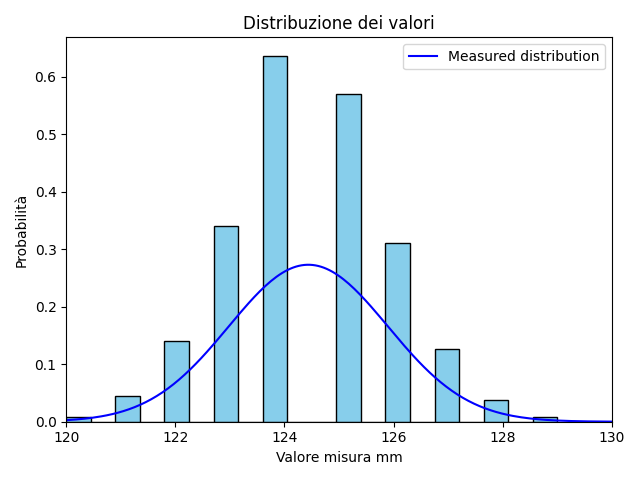 Distribuzione dei valori
Measured distribution
Probabilità
0.6
0.5
0.4
0.3
0.2
0.1
0.0
120 122 124 126 128 130
Valore misura mm